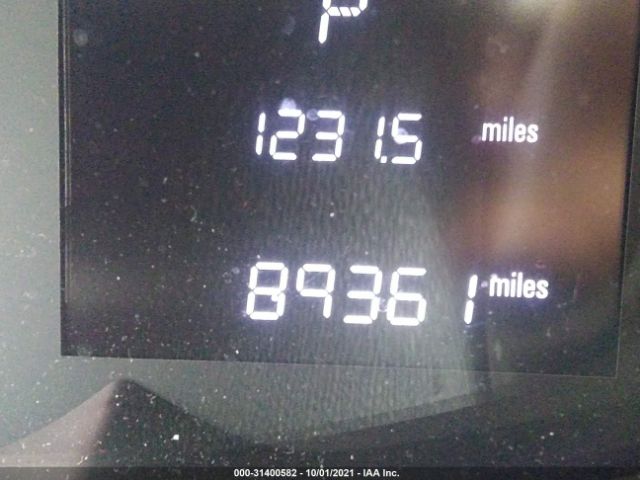 P
1231.5 miles
89361 miles
000-31400582 - 10/01/2021 - IAA Inc.